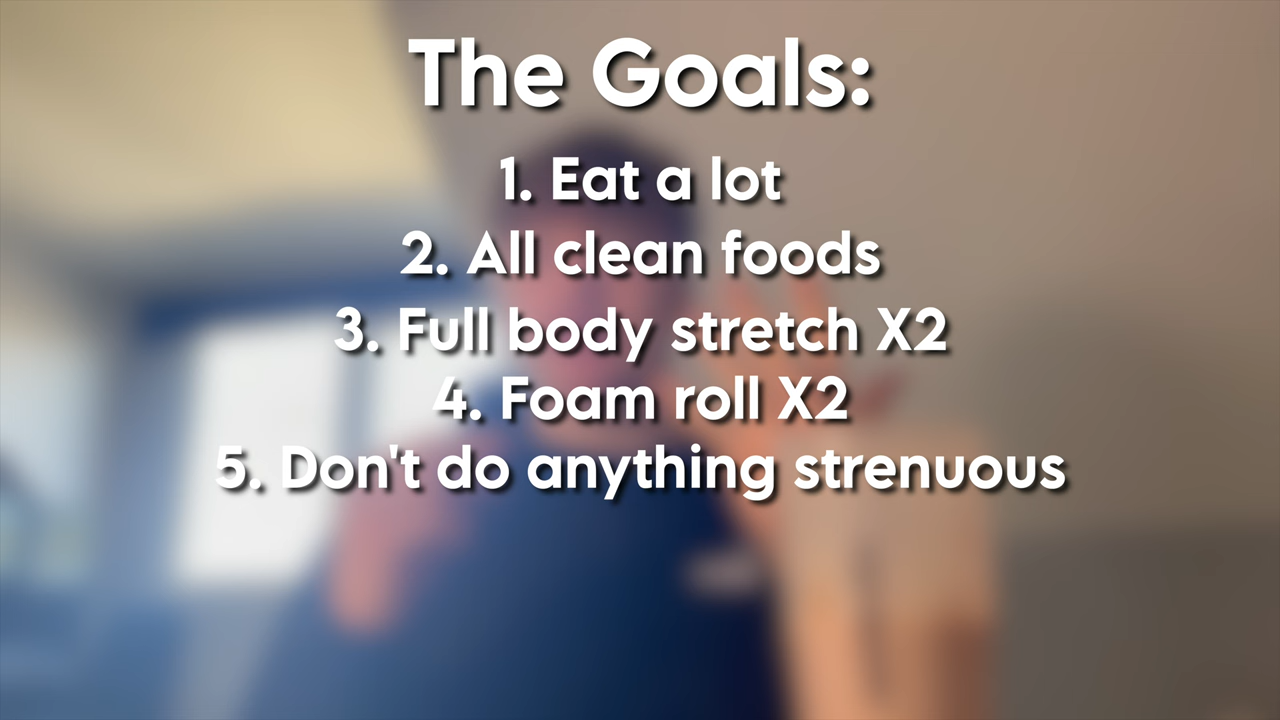 The Goals:
1. Eat a lot
2. All clean foods
3. Full body stretch X2
4. Foam roll X2
5. Don't do anything strenuous